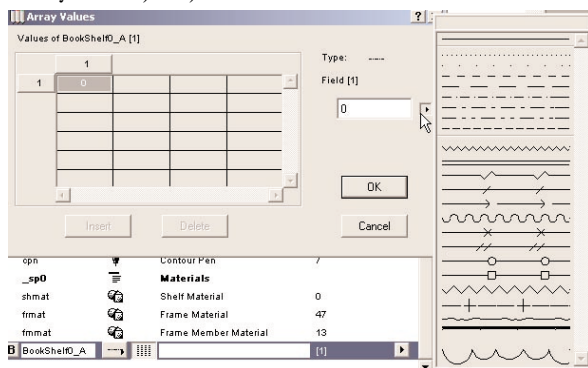 Array Values
?
Values of BookShelf0_A [1]
Type:
1
Field [1]
1 0
0
OK
Insert Delete Cancel
opn Contour Pen 7
_sp0 Materials
shmat Shelf Material 0
frmat Frame Material 47
fmmat Frame Member Material 13
B BookShelf0_A [1]